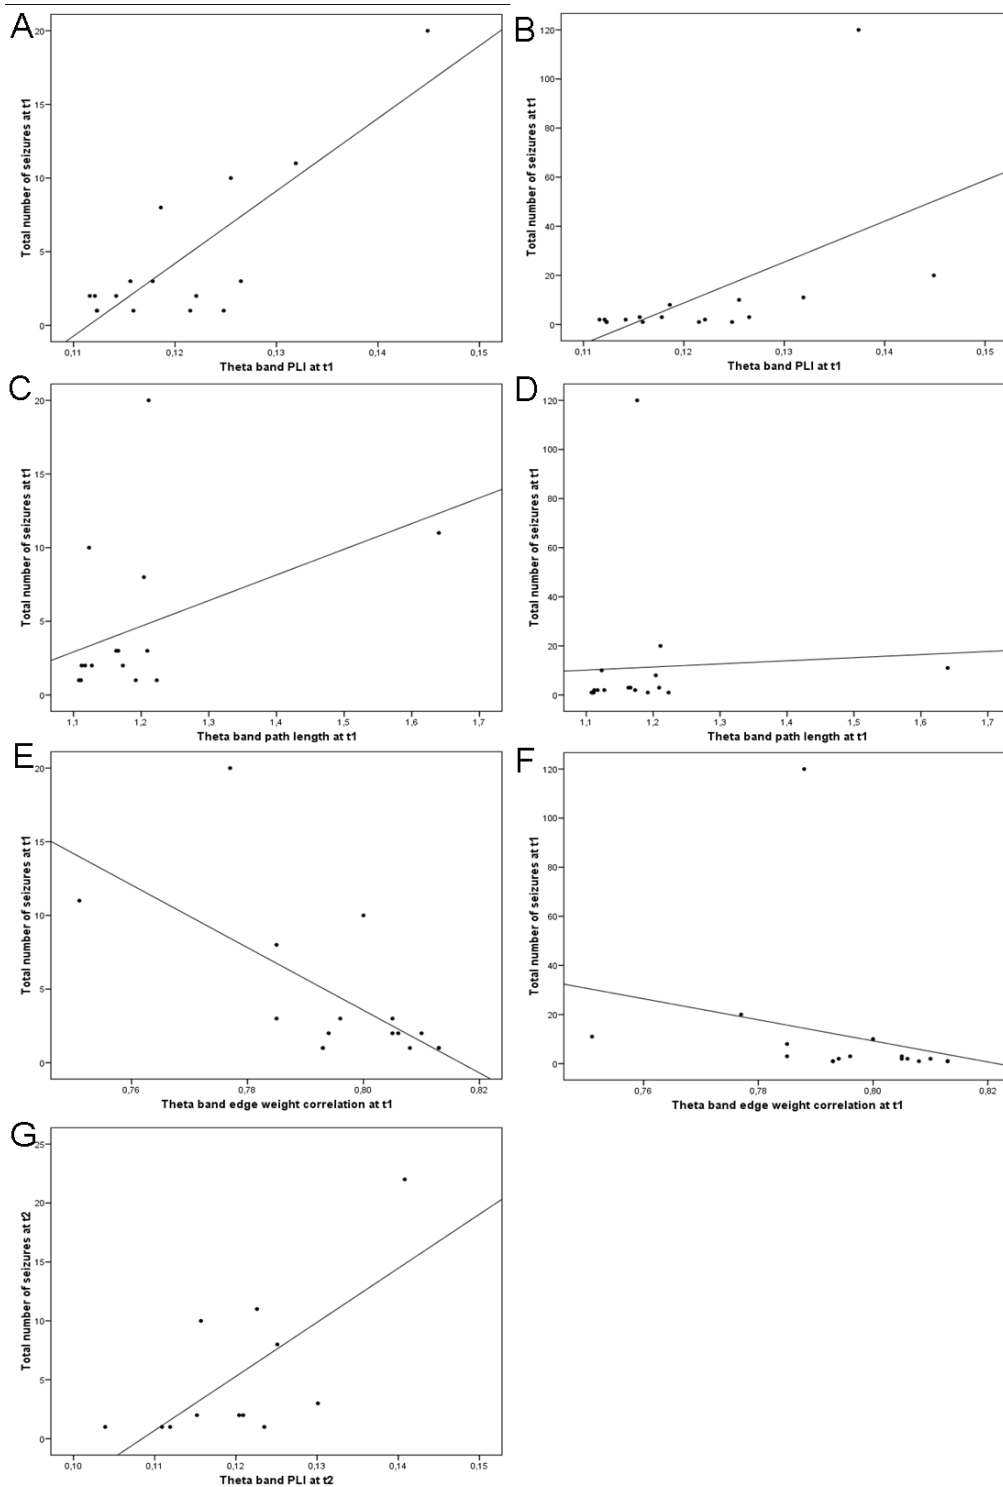 A
Total number of seizures at t1
20
15
10
5
0
0,11 0,12 0,13 0,14 0,15
Theta band PLI at t1
B
Total number of seizures at t1
120
100
80
60
40
20
0
0,11 0,12 0,13 0,14 0,15
Theta band PLI at t1
C
Total number of seizures at t1
20
15
10
5
0
1,1 1,2 1,3 1,4 1,5 1,6 1,7
Theta band path length at t1
D
Total number of seizures at t1
120
100
80
60
40
20
0
1,1 1,2 1,3 1,4 1,5 1,6 1,7
Theta band path length at t1
E
Total number of seizures at t1
20
15
10
5
0
0,76 0,78 0,80 0,82
Theta band edge weight correlation at t1
F
Total number of seizures at t1
120
100
80
60
40
20
0
0,76 0,78 0,80 0,82
Theta band edge weight correlation at t1
G
Total number of seizures at t2
25
20
15
10
5
0
0,10 0,11 0,12 0,13 0,14 0,15
Theta band PLI at t2